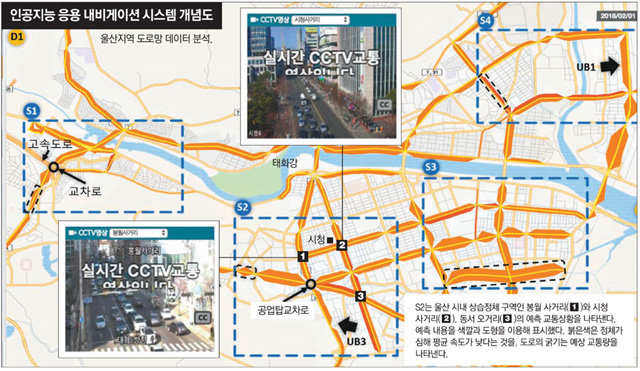 인공지능 응용 내비게이션 시스템 개념도
2018/02/01
D1
울산지역 도로망 데이터 분석.
CCTV영상 시청사거리
실시간 CCTV교통
영상입니다
시청4
CC
S4
UB1
S1
고속도로
교차로
태화강
S3
S2
CCTV영상 봉월사거리
봉월사거리
실시간 CCTV교통
영상입니다
CC
시청
2
1
3
공업탑교차로
UB3
S2는 울산 시내 상습정체 구역인 봉월 사거리(1)와 시청
사거리(2), 동서 오거리(3)의 예측 교통상황을 나타낸다.
예측 내용을 색깔과 도형을 이용해 표시했다. 붉은색은 정체가
심해 평균 속도가 낮다는 것을, 도로의 굵기는 예상 교통량을
나타낸다.